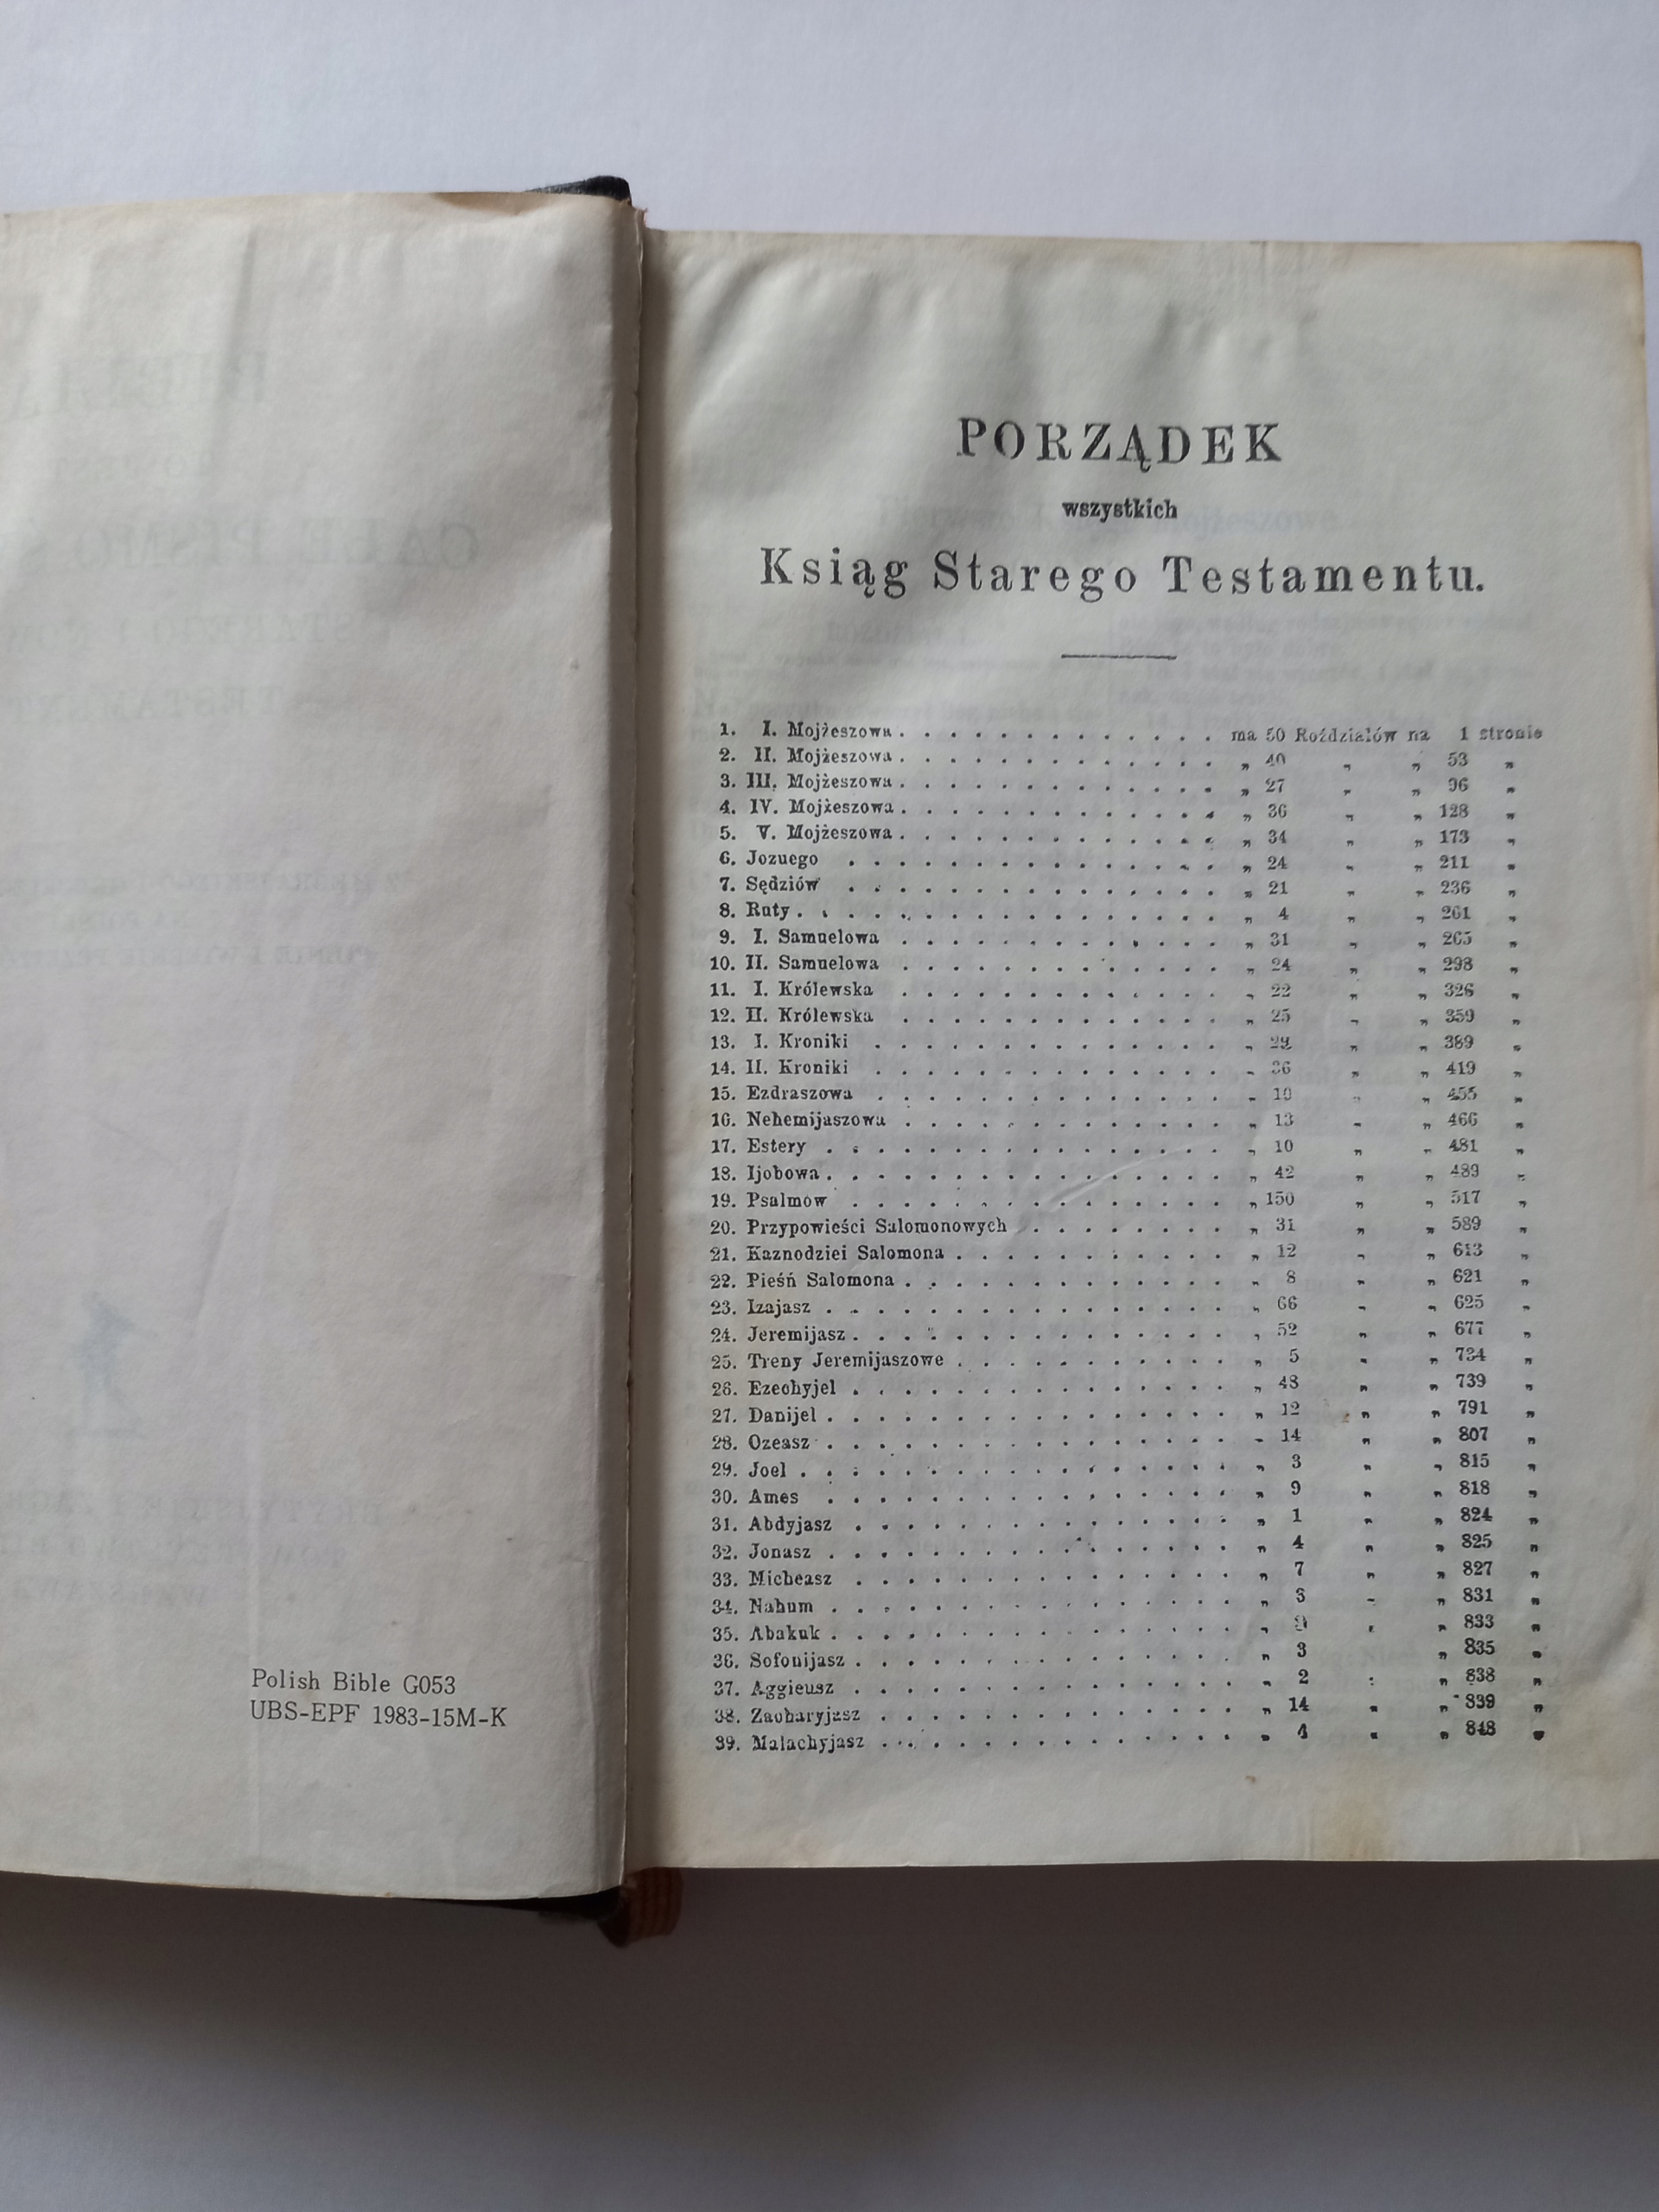 Polish Bible G053
UBS-EPF 1983-15M-K
PORZĄDEK
wszystkich
Ksiąg Starego Testamentu.
1. I. Mojżeszowa . . . . . . . . . . . . . ma 50 Roździałów na 1 stronie
2. II. Mojżeszowa . . . . . . . . . . . . . „ 40 „ „ 53 „
3. III. Mojżeszowa . . . . . . . . . . . . . „ 27 „ „ 96 „
4. IV. Mojżeszowa . . . . . . . . . . . . . „ 36 „ „ 128 „
5. V. Mojżeszowa . . . . . . . . . . . . . „ 34 „ „ 173 „
6. Jozuego . . . . . . . . . . . . . . . „ 24 „ „ 211 „
7. Sędziów . . . . . . . . . . . . . . . „ 21 „ „ 236 „
8. Ruty . . . . . . . . . . . . . . . . . „ 4 „ „ 261 „
9. I. Samuelowa . . . . . . . . . . . . . „ 31 „ „ 265 „
10. II. Samuelowa . . . . . . . . . . . . . „ 24 „ „ 298 „
11. I. Królewska . . . . . . . . . . . . . „ 22 „ „ 326 „
12. II. Królewska . . . . . . . . . . . . . „ 25 „ „ 359 „
13. I. Kroniki . . . . . . . . . . . . . . „ 29 „ „ 389 „
14. II. Kroniki . . . . . . . . . . . . . . „ 36 „ „ 419 „
15. Ezdraszowa . . . . . . . . . . . . . . „ 10 „ „ 455 „
16. Nehemijaszowa . . . . . . . . . . . . . „ 13 „ „ 466 „
17. Estery . . . . . . . . . . . . . . . . „ 10 „ „ 481 „
18. Ijobowa . . . . . . . . . . . . . . . . „ 42 „ „ 489 „
19. Psalmow . . . . . . . . . . . . . . . „ 150 „ „ 517 „
20. Przypowieści Salomonowych . . . . . . . . „ 31 „ „ 589 „
21. Kaznodziei Salomona . . . . . . . . . . . „ 12 „ „ 613 „
22. Pieśń Salomona . . . . . . . . . . . . . „ 8 „ „ 621 „
23. Izajasz . . . . . . . . . . . . . . . . „ 66 „ „ 625 „
24. Jeremijasz . . . . . . . . . . . . . . . „ 52 „ „ 677 „
25. Treny Jeremijaszowe . . . . . . . . . . . „ 5 „ „ 734 „
26. Ezechyjel . . . . . . . . . . . . . . . „ 48 „ „ 739 „
27. Danijel . . . . . . . . . . . . . . . . „ 12 „ „ 791 „
28. Ozeasz . . . . . . . . . . . . . . . . „ 14 „ „ 807 „
29. Joel . . . . . . . . . . . . . . . . . „ 3 „ „ 815 „
30. Ames . . . . . . . . . . . . . . . . „ 9 „ „ 818 „
31. Abdyjasz . . . . . . . . . . . . . . . „ 1 „ „ 824 „
32. Jonasz . . . . . . . . . . . . . . . . „ 4 „ „ 825 „
33. Micheasz . . . . . . . . . . . . . . . „ 7 „ „ 827 „
34. Nahum . . . . . . . . . . . . . . . . „ 3 „ „ 831 „
35. Abakuk . . . . . . . . . . . . . . . . „ „ „ 833 „
36. Sofonijasz . . . . . . . . . . . . . . . „ 3 „ „ 835 „
37. Aggieusz . . . . . . . . . . . . . . . „ 2 „ „ 838 „
38. Zacharyjasz . . . . . . . . . . . . . . „ 14 „ „ 839 „
39. Malachyjasz . . . . . . . . . . . . . . „ 4 „ „ 848 „